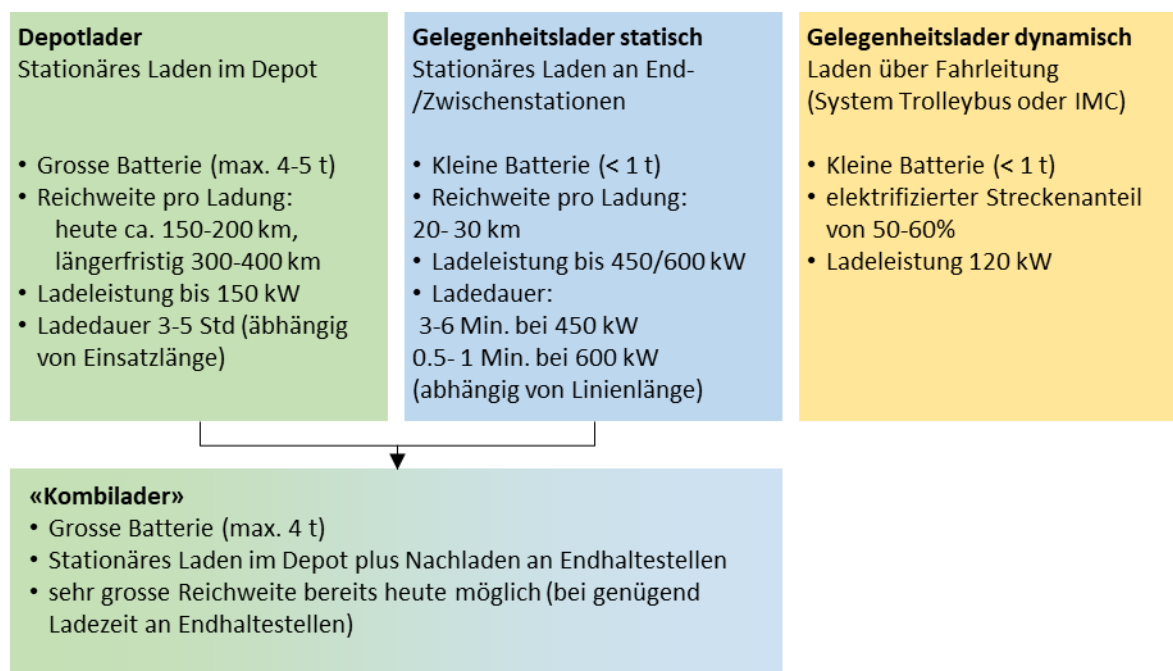 Depotlader
Stationäres Laden im Depot
• Grosse Batterie (max. 4-5 t)
• Reichweite pro Ladung:
heute ca. 150-200 km,
längerfristig 300-400 km
• Ladeleistung bis 150 kW
• Ladedauer 3-5 Std (äbhängig
von Einsatzlänge)
Gelegenheitslader statisch
Stationäres Laden an End-
/Zwischenstationen
• Kleine Batterie (< 1 t)
• Reichweite pro Ladung:
20- 30 km
• Ladeleistung bis 450/600 kW
• Ladedauer:
3-6 Min. bei 450 kW
0.5- 1 Min. bei 600 kW
(abhängig von Linienlänge)
Gelegenheitslader dynamisch
Laden über Fahrleitung
(System Trolleybus oder IMC)
• Kleine Batterie (< 1 t)
• elektrifizierter Streckenanteil
von 50-60%
• Ladeleistung 120 kW
«Kombilader»
• Grosse Batterie (max. 4 t)
• Stationäres Laden im Depot plus Nachladen an Endhaltestellen
• sehr grosse Reichweite bereits heute möglich (bei genügend
Ladezeit an Endhaltestellen)